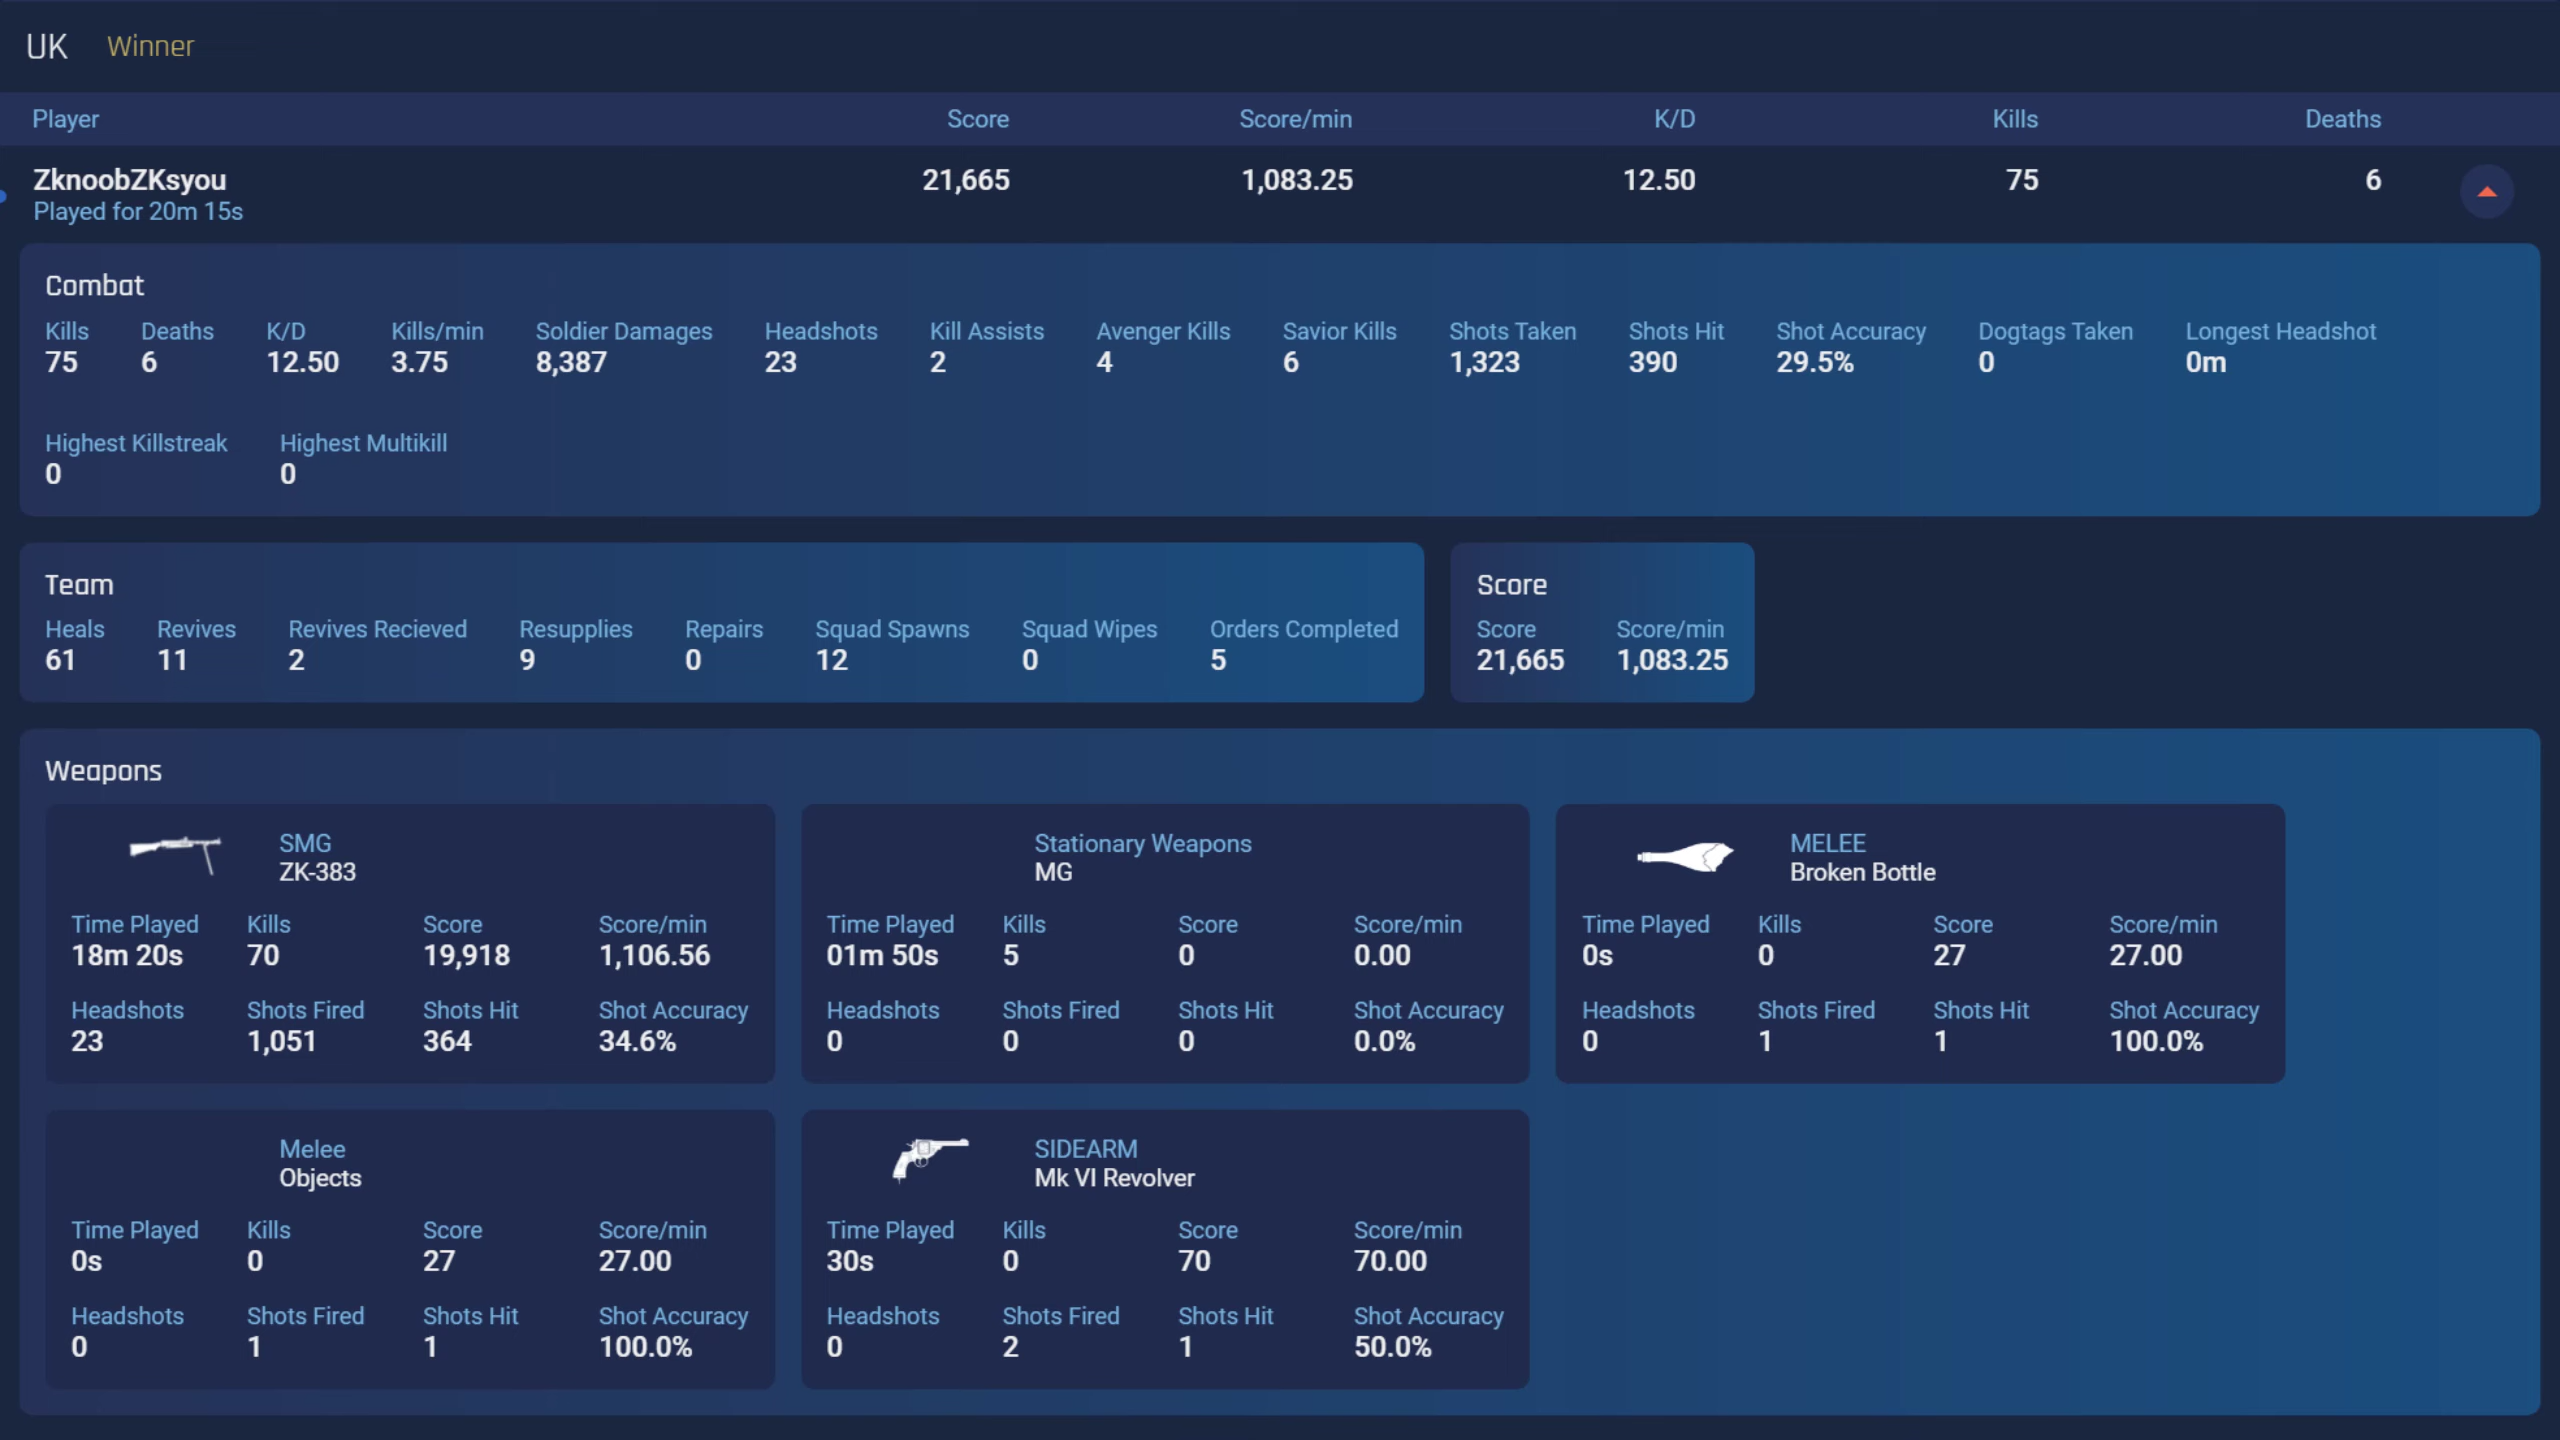 UK Winner
Player Score Score/min K/D Kills Deaths
ZknoobZKsyou 21,665 1,083.25 12.50 75 6
Played for 20m 15s
Combat
Kills Deaths K/D Kills/min Soldier Damages Headshots Kill Assists Avenger Kills Savior Kills Shots Taken Shots Hit Shot Accuracy Dogtags Taken Longest Headshot
75 6 12.50 3.75 8,387 23 2 4 6 1,323 390 29.5% 0 0m
Highest Killstreak Highest Multikill
0 0
Team
Heals Revives Revives Recieved Resupplies Repairs Squad Spawns Squad Wipes Orders Completed
61 11 2 9 0 12 0 5
Score
Score Score/min
21,665 1,083.25
Weapons
SMG
ZK-383
Time Played Kills Score Score/min
18m 20s 70 19,918 1,106.56
Headshots Shots Fired Shots Hit Shot Accuracy
23 1,051 364 34.6%
Stationary Weapons
MG
Time Played Kills Score Score/min
01m 50s 5 0 0.00
Headshots Shots Fired Shots Hit Shot Accuracy
0 0 0 0.0%
MELEE
Broken Bottle
Time Played Kills Score Score/min
0s 0 27 27.00
Headshots Shots Fired Shots Hit Shot Accuracy
0 1 1 100.0%
Melee
Objects
Time Played Kills Score Score/min
0s 0 27 27.00
Headshots Shots Fired Shots Hit Shot Accuracy
0 1 1 100.0%
SIDEARM
Mk VI Revolver
Time Played Kills Score Score/min
30s 0 70 70.00
Headshots Shots Fired Shots Hit Shot Accuracy
0 2 1 50.0%